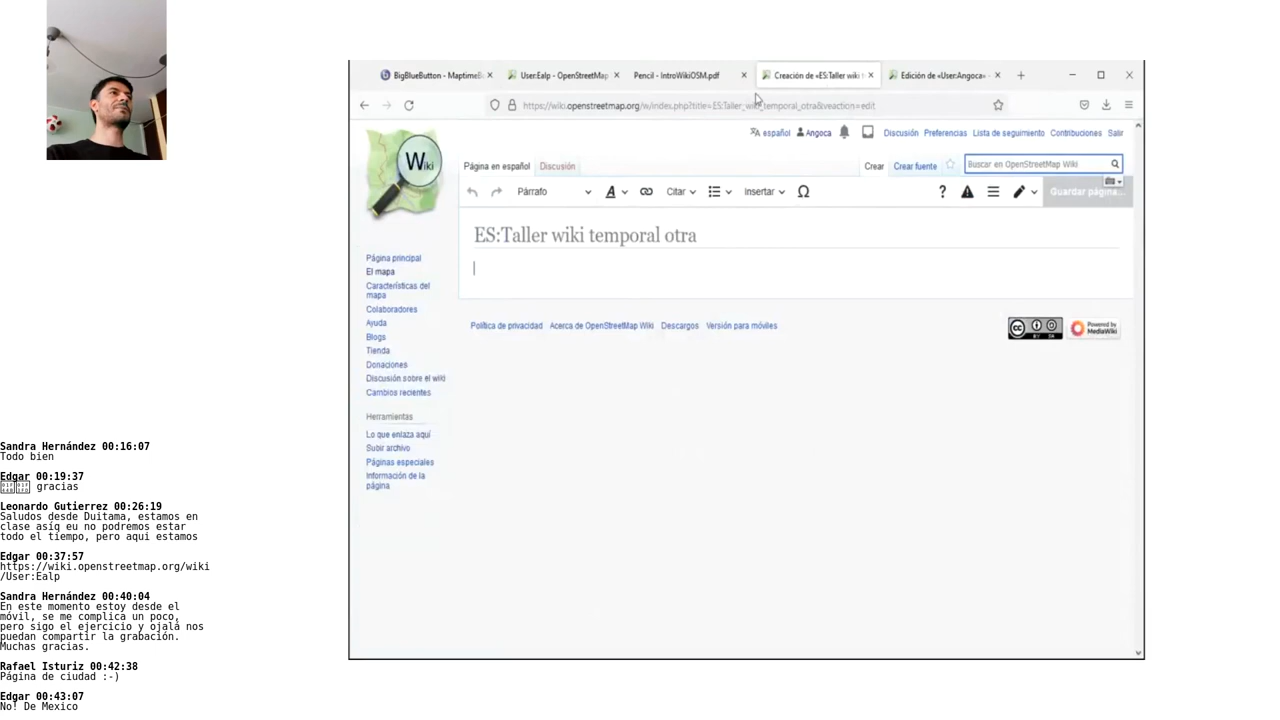 BigBlueButton - Maptime
User:Ealp - OpenStreetMap
Pencil - IntroWikiOSM.pdf
Creación de «ES:Taller wiki t
Edición de «User:Angoca» -
https://wiki.openstreetmap.org/w/index.php?title=ES:Taller_wiki_temporal_otra&veaction=edit
Wiki
español Angoca Discusión Preferencias Lista de seguimiento Contribuciones Salir
Página en español Discusión Crear Crear fuente Buscar en OpenStreetMap Wiki
Párrafo A Citar Insertar Ω ? Guardar página...
ES:Taller wiki temporal otra
Política de privacidad Acerca de OpenStreetMap Wiki Descargos Versión para móviles
cc BY SA
Powered by
MediaWiki
Página principal
El mapa
Características del
mapa
Colaboradores
Ayuda
Blogs
Tienda
Donaciones
Discusión sobre el wiki
Cambios recientes
Herramientas
Lo que enlaza aquí
Subir archivo
Páginas especiales
Información de la
página
Sandra Hernández 00:16:07
Todo bien
Edgar 00:19:37
gracias
Leonardo Gutierrez 00:26:19
Saludos desde Duitama, estamos en
clase asiq eu no podremos estar
todo el tiempo, pero aqui estamos
Edgar 00:37:57
https://wiki.openstreetmap.org/wiki
/User:Ealp
Sandra Hernández 00:40:04
En este momento estoy desde el
móvil, se me complica un poco,
pero sigo el ejercicio y ojalá nos
puedan compartir la grabación.
Muchas gracias.
Rafael Isturiz 00:42:38
Página de ciudad :-)
Edgar 00:43:07
No! De Mexico